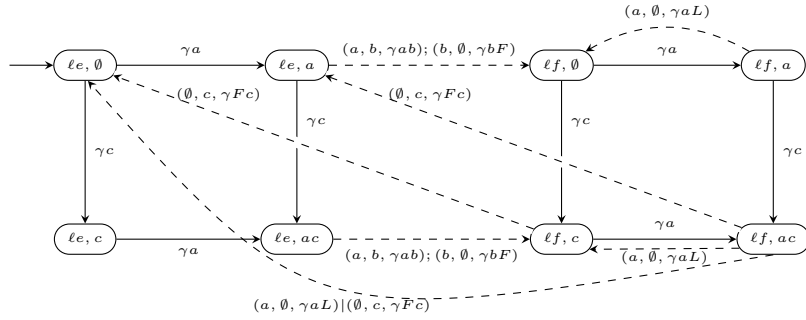 (a, ∅, γaL)
ℓe, ∅
γa
ℓe, a
(a, b, γab); (b, ∅, γbF)
ℓf, ∅
γa
ℓf, a
(∅, c, γFc)
(∅, c, γFc)
γc
γc
γc
γc
ℓe, c
γa
ℓe, ac
(a, b, γab); (b, ∅, γbF)
ℓf, c
γa
(a, ∅, γaL)
ℓf, ac
(a, ∅, γaL)|(∅, c, γFc)